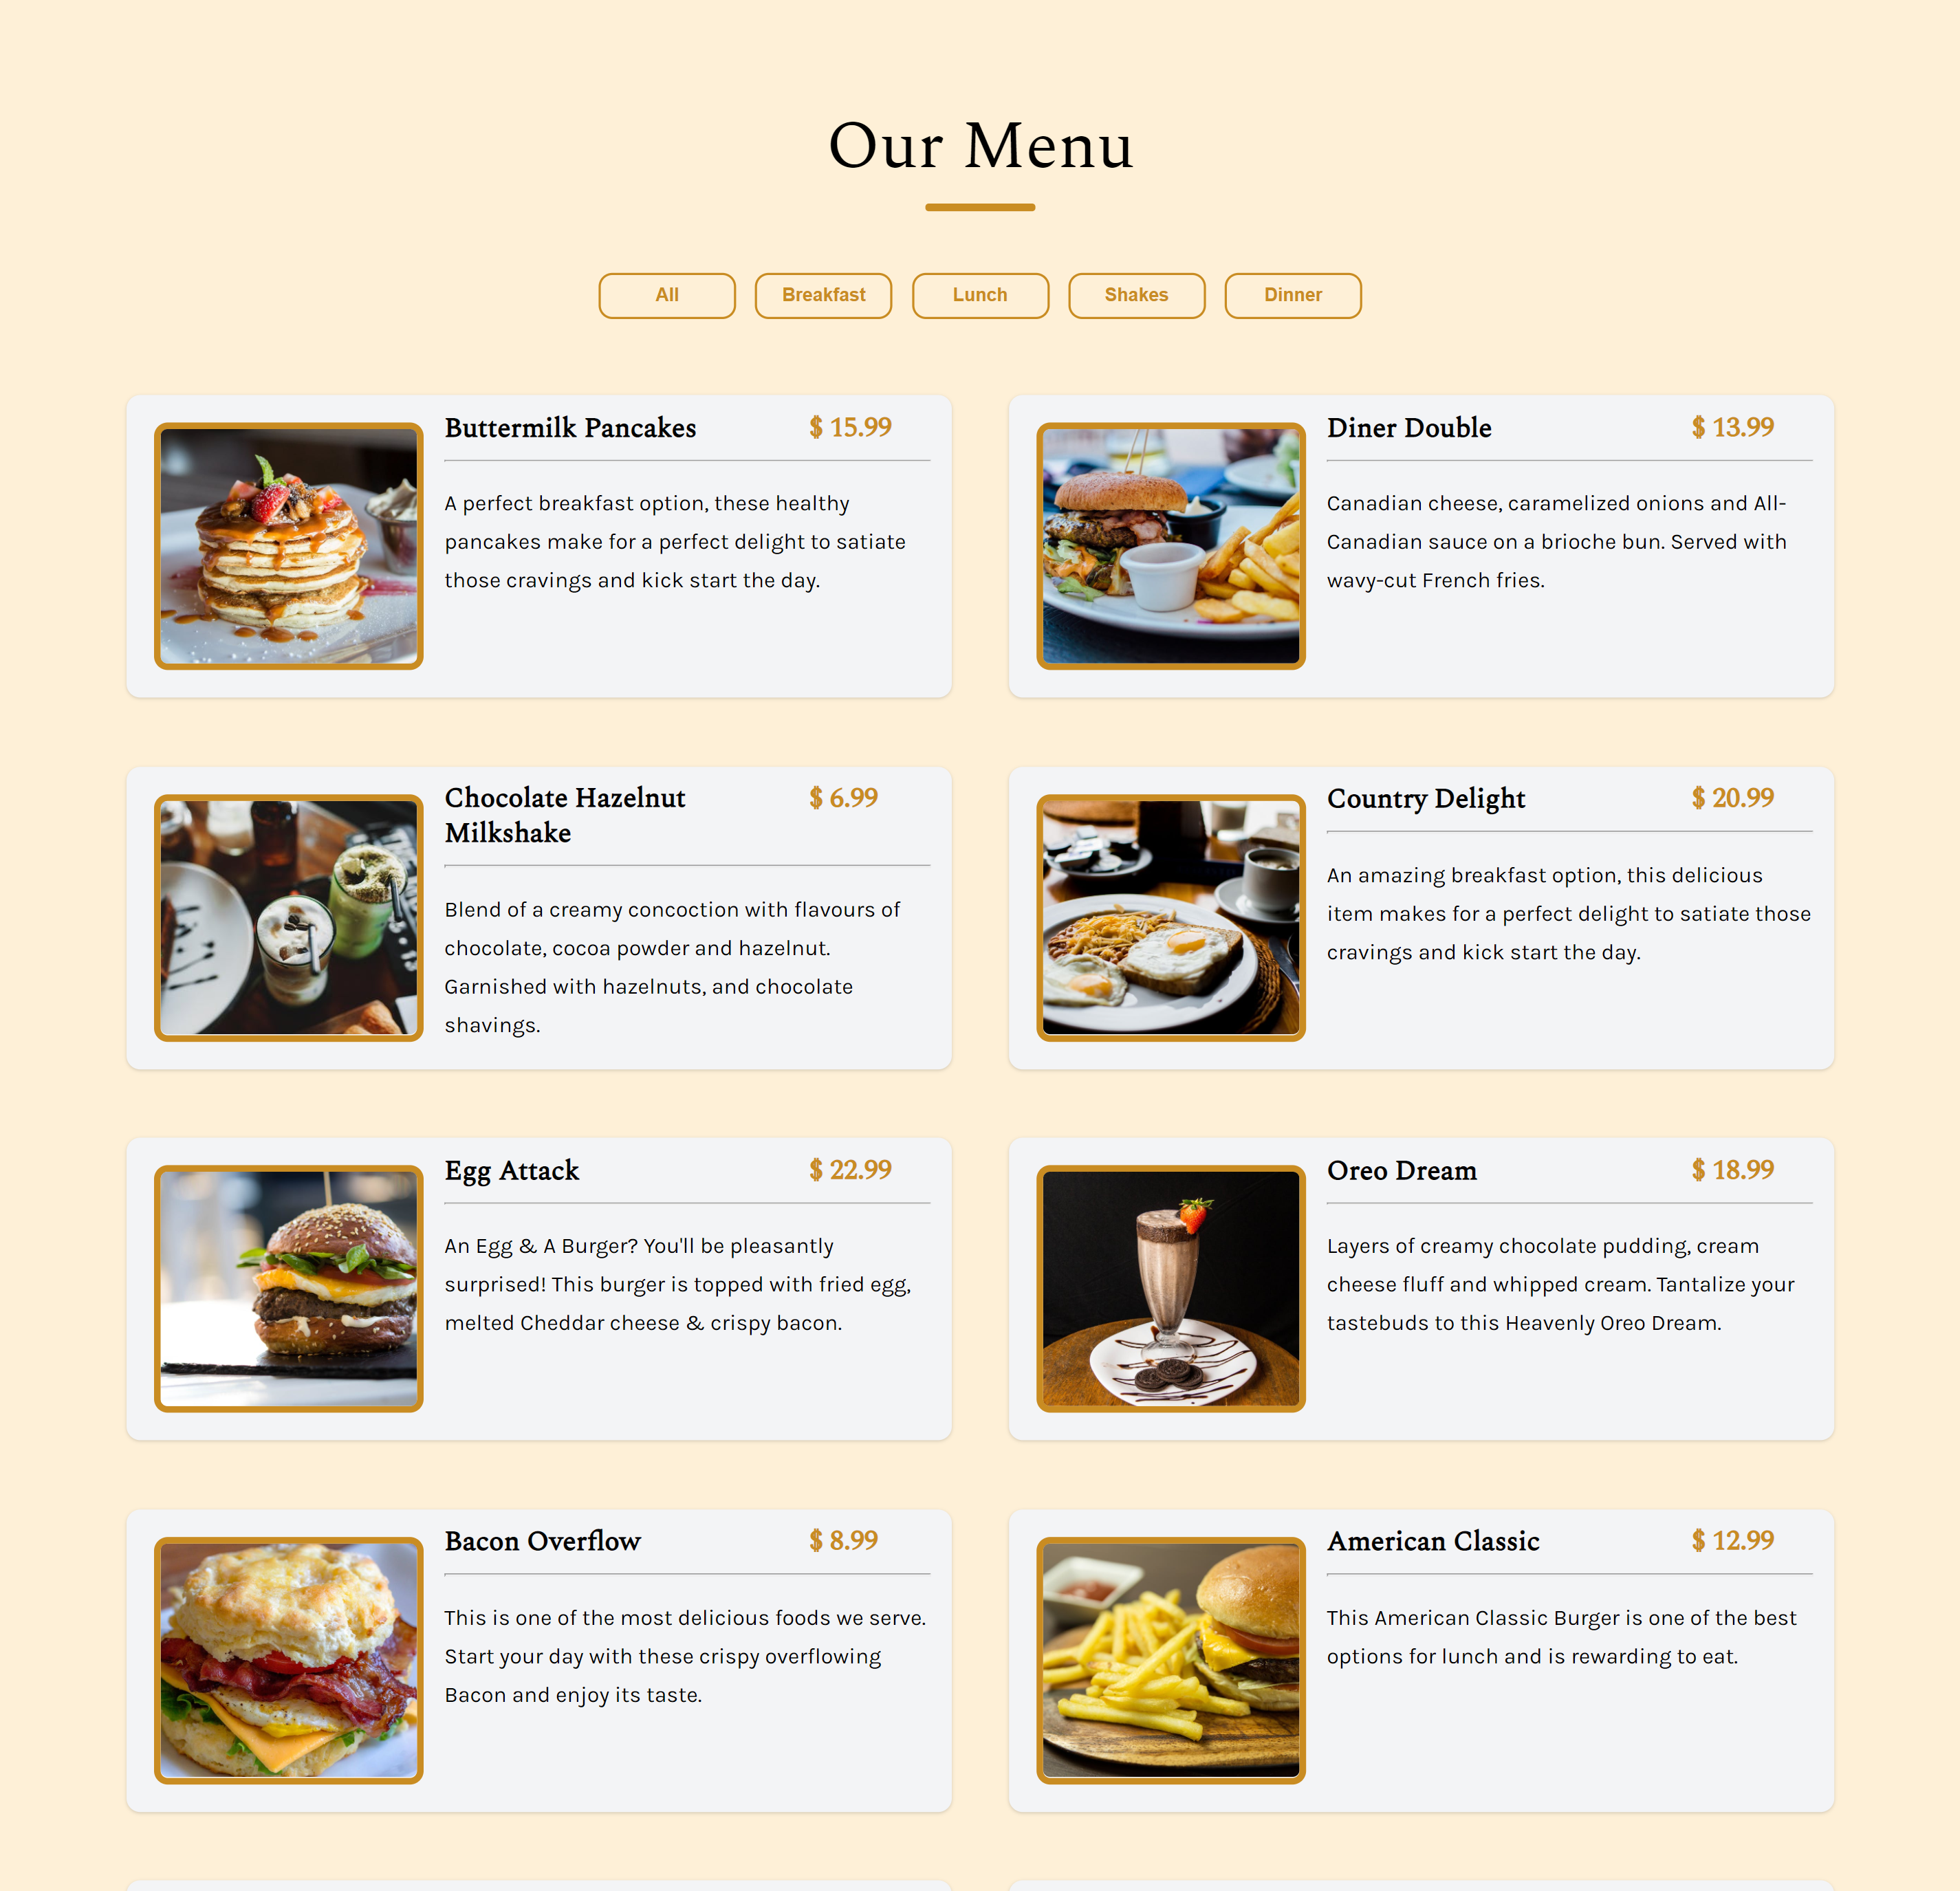 Our Menu
All
Breakfast
Lunch
Shakes
Dinner
Buttermilk Pancakes
$ 15.99
A perfect breakfast option, these healthy
pancakes make for a perfect delight to satiate
those cravings and kick start the day.
Diner Double
$ 13.99
Canadian cheese, caramelized onions and All-
Canadian sauce on a brioche bun. Served with
wavy-cut French fries.
Chocolate Hazelnut
Milkshake
$ 6.99
Blend of a creamy concoction with flavours of
chocolate, cocoa powder and hazelnut.
Garnished with hazelnuts, and chocolate
shavings.
Country Delight
$ 20.99
An amazing breakfast option, this delicious
item makes for a perfect delight to satiate those
cravings and kick start the day.
Egg Attack
$ 22.99
An Egg & A Burger? You'll be pleasantly
surprised! This burger is topped with fried egg,
melted Cheddar cheese & crispy bacon.
Oreo Dream
$ 18.99
Layers of creamy chocolate pudding, cream
cheese fluff and whipped cream. Tantalize your
tastebuds to this Heavenly Oreo Dream.
Bacon Overflow
$ 8.99
This is one of the most delicious foods we serve.
Start your day with these crispy overflowing
Bacon and enjoy its taste.
American Classic
$ 12.99
This American Classic Burger is one of the best
options for lunch and is rewarding to eat.